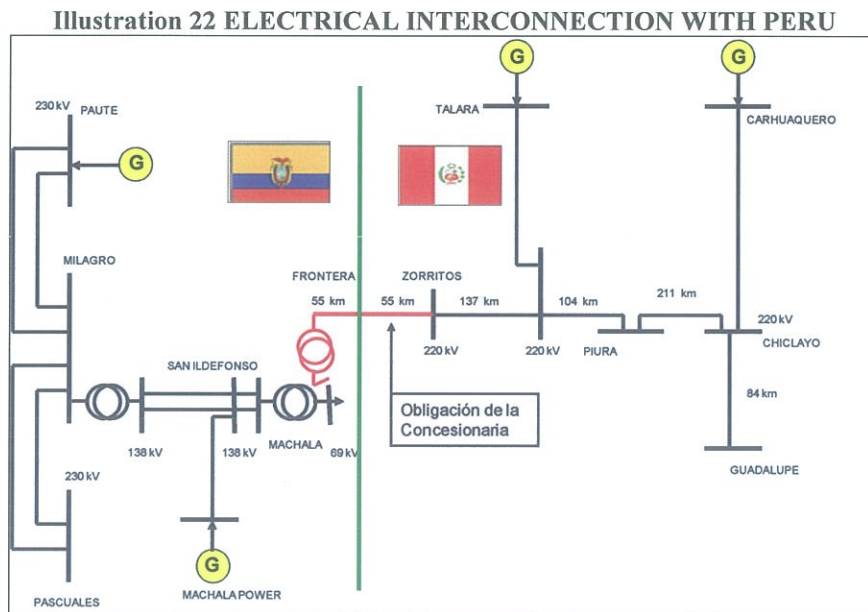 Illustration 22 ELECTRICAL INTERCONNECTION WITH PERU
230 kV
PAUTE
G
MILAGRO
SAN ILDEFONSO
138 kV
138 kV
MACHALA
69 kV
230 kV
PASCUALES
G
MACHALA POWER
FRONTERA
55 km
55 km
ZORRITOS
220 kV
137 km
G
TALARA
220 kV
104 km
PIURA
211 km
G
CARHUAQUERO
220 kV
CHICLAYO
84 km
GUADALUPE
Obligación de la
Concesionaria